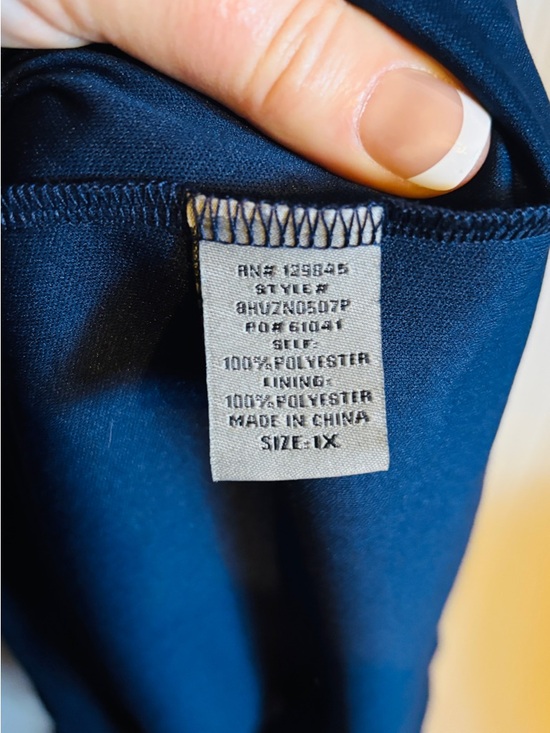 RN# 129845
STYLE#
8HUZN0507P
PO# 61041
SELF:
100%POLYESTER
LINING:
100%POLYESTER
MADE IN CHINA
SIZE:1X